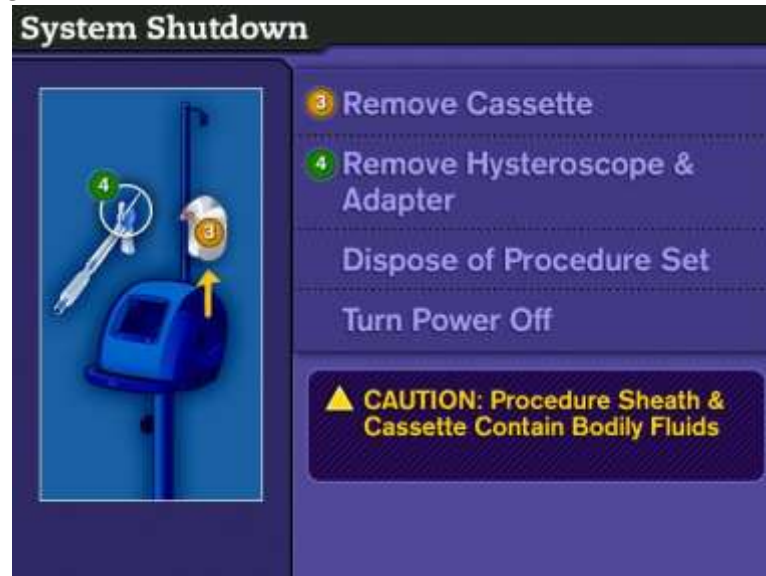 System Shutdown
3 Remove Cassette
4 Remove Hysteroscope &
Adapter
4
3
Dispose of Procedure Set
Turn Power Off
CAUTION: Procedure Sheath &
Cassette Contain Bodily Fluids